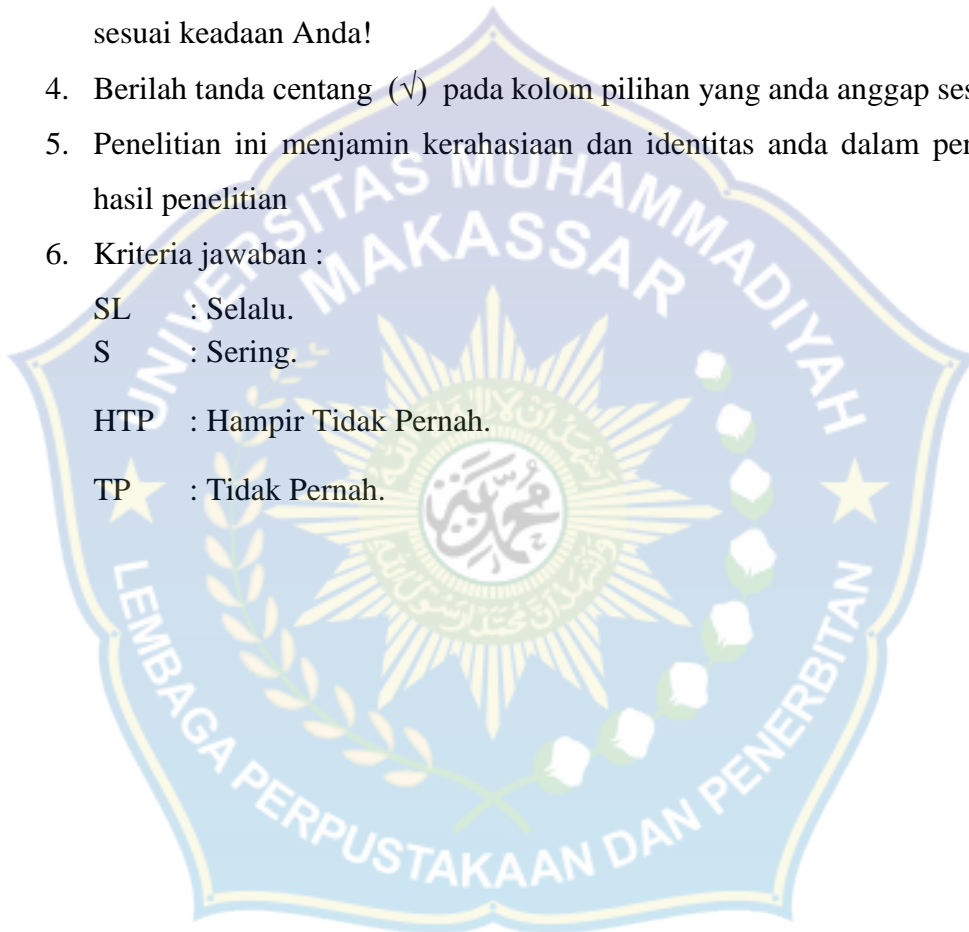 sesuai keadaan Anda!
4. Berilah tanda centang (√) pada kolom pilihan yang anda anggap
5. Penelitian ini menjamin kerahasiaan dan identitas anda dalam
hasil penelitian
6. Kriteria jawaban :
SL : Selalu.
S : Sering.
HTP : Hampir Tidak Pernah.
TP : Tidak Pernah.
UNIVERSITAS MUHAMMADIYAH
MAKASSAR
LEMBAGA PERPUSTAKAAN DAN PENERBITAN